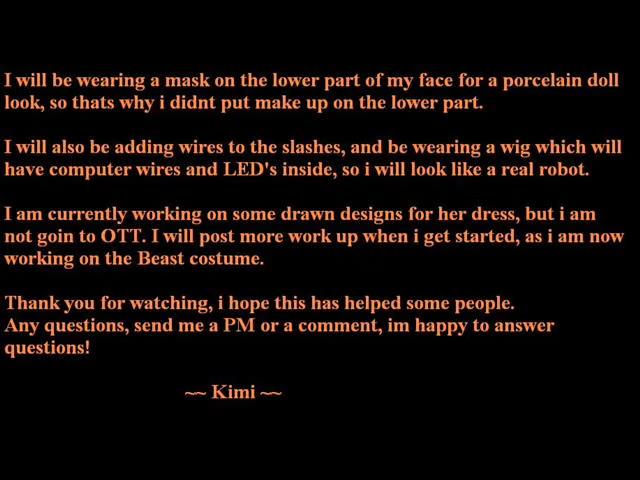 I will be wearing a mask on the lower part of my face for a porcelain doll
look, so thats why i didnt put make up on the lower part.
I will also be adding wires to the slashes, and be wearing a wig which will
have computer wires and LED's inside, so i will look like a real robot.
I am currently working on some drawn designs for her dress, but i am
not goin to OTT. I will post more work up when i get started, as i am now
working on the Beast costume.
Thank you for watching, i hope this has helped some people.
Any questions, send me a PM or a comment, im happy to answer
questions!
~~ Kimi ~~